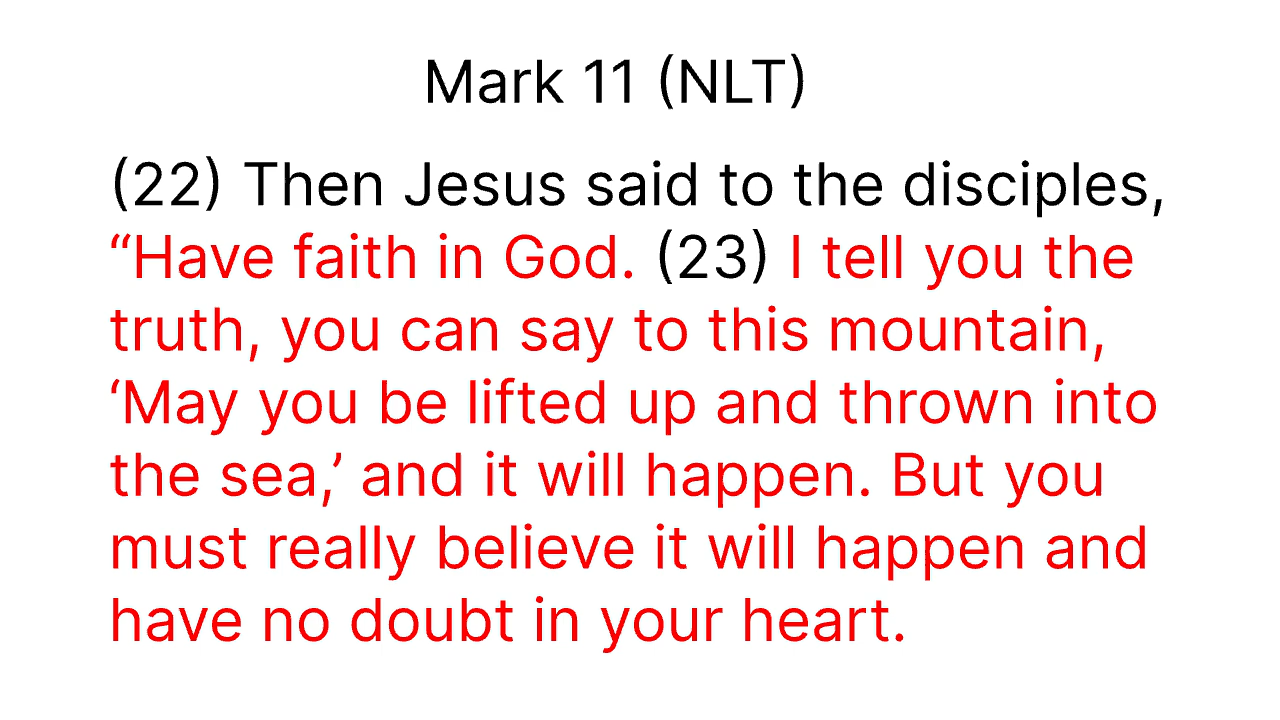 Mark 11 (NLT)
(22) Then Jesus said to the disciples,
“Have faith in God. (23) I tell you the
truth, you can say to this mountain,
‘May you be lifted up and thrown into
the sea,’ and it will happen. But you
must really believe it will happen and
have no doubt in your heart.